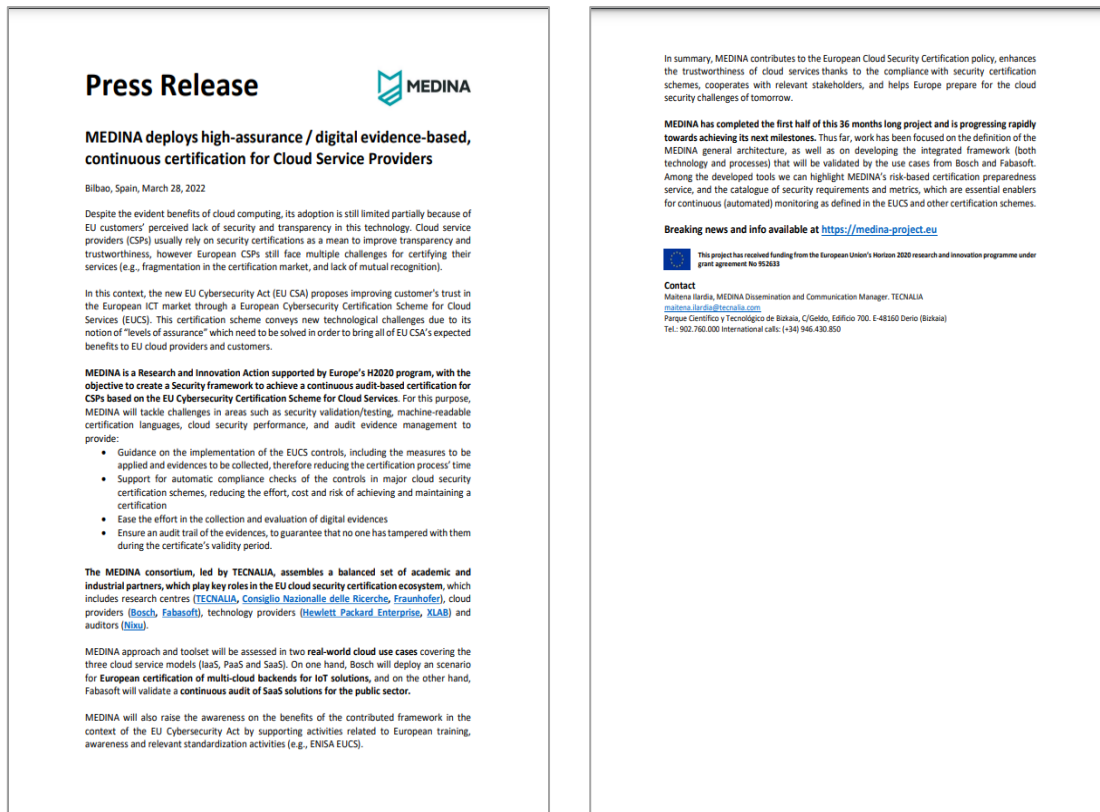 Press Release
MEDINA
MEDINA deploys high-assurance / digital evidence-based,
continuous certification for Cloud Service Providers
Bilbao, Spain, March 28, 2022
Despite the evident benefits of cloud computing, its adoption is still limited partially because of
EU customers' perceived lack of security and transparency in this technology. Cloud service
providers (CSPs) usually rely on security certifications as a mean to improve transparency and
trustworthiness, however European CSPs still face multiple challenges for certifying their
services (e.g., fragmentation in the certification market, and lack of mutual recognition).
In this context, the new EU Cybersecurity Act (EU CSA) proposes improving customer's trust in
the European ICT market through a European Cybersecurity Certification Scheme for Cloud
Services (EUCS). This certification scheme conveys new technological challenges due to its
notion of "levels of assurance" which need to be solved in order to bring all of EU CSA's expected
benefits to EU cloud providers and customers.
MEDINA is a Research and Innovation Action supported by Europe's H2020 program, with the
objective to create a Security framework to achieve a continuous audit-based certification for
CSPs based on the EU Cybersecurity Certification Scheme for Cloud Services. For this purpose,
MEDINA will tackle challenges in areas such as security validation/testing, machine-readable
certification languages, cloud security performance, and audit evidence management to
provide:
• Guidance on the implementation of the EUCS controls, including the measures to be
applied and evidences to be collected, therefore reducing the certification process' time
• Support for automatic compliance checks of the controls in major cloud security
certification schemes, reducing the effort, cost and risk of achieving and maintaining a
certification
• Ease the effort in the collection and evaluation of digital evidences
• Ensure an audit trail of the evidences, to guarantee that no one has tampered with them
during the certificate's validity period.
The MEDINA consortium, led by TECNALIA, assembles a balanced set of academic and
industrial partners, which play key roles in the EU cloud security certification ecosystem, which
includes research centres (TECNALIA, Consiglio Nazionalle delle Ricerche, Fraunhofer), cloud
providers (Bosch, Fabasoft), technology providers (Hewlett Packard Enterprise, XLAB) and
auditors (Nixu).
MEDINA approach and toolset will be assessed in two real-world cloud use cases covering the
three cloud service models (IaaS, PaaS and SaaS). On one hand, Bosch will deploy an scenario
for European certification of multi-cloud backends for IoT solutions, and on the other hand,
Fabasoft will validate a continuous audit of SaaS solutions for the public sector.
MEDINA will also raise the awareness on the benefits of the contributed framework in the
context of the EU Cybersecurity Act by supporting activities related to European training,
awareness and relevant standardization activities (e.g., ENISA EUCS).
In summary, MEDINA contributes to the European Cloud Security Certification policy, enhances
the trustworthiness of cloud services thanks to the compliance with security certification
schemes, cooperates with relevant stakeholders, and helps Europe prepare for the cloud
security challenges of tomorrow.
MEDINA has completed the first half of this 36 months long project and is progressing rapidly
towards achieving its next milestones. Thus far, work has been focused on the definition of the
MEDINA general architecture, as well as on developing the integrated framework (both
technology and processes) that will be validated by the use cases from Bosch and Fabasoft.
Among the developed tools we can highlight MEDINA's risk-based certification preparedness
service, and the catalogue of security requirements and metrics, which are essential enablers
for continuous (automated) monitoring as defined in the EUCS and other certification schemes.
Breaking news and info available at https://medina-project.eu
This project has received funding from the European Union's Horizon 2020 research and innovation programme under
grant agreement No 952633
Contact
Maitena Ilardia, MEDINA Dissemination and Communication Manager. TECNALIA
maitena.ilardia@tecnalia.com
Parque Científico y Tecnológico de Bizkaia, C/Geldo, Edificio 700. E-48160 Derio (Bizkaia)
Tel.: 902.760.000 International calls: (+34) 946.430.850